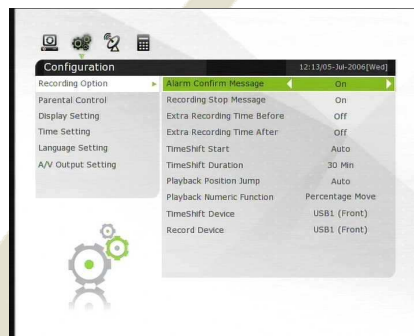 Configuration 12:13/05-Jul-2006[Wed]
Recording Option Alarm Confirm Message On
Parental Control Recording Stop Message On
Display Setting Extra Recording Time Before Off
Time Setting Extra Recording Time After Off
Language Setting TimeShift Start Auto
A/V Output Setting TimeShift Duration 30 Min
Playback Position Jump Auto
Playback Numeric Function Percentage Move
TimeShift Device USB1 (Front)
Record Device USB1 (Front)